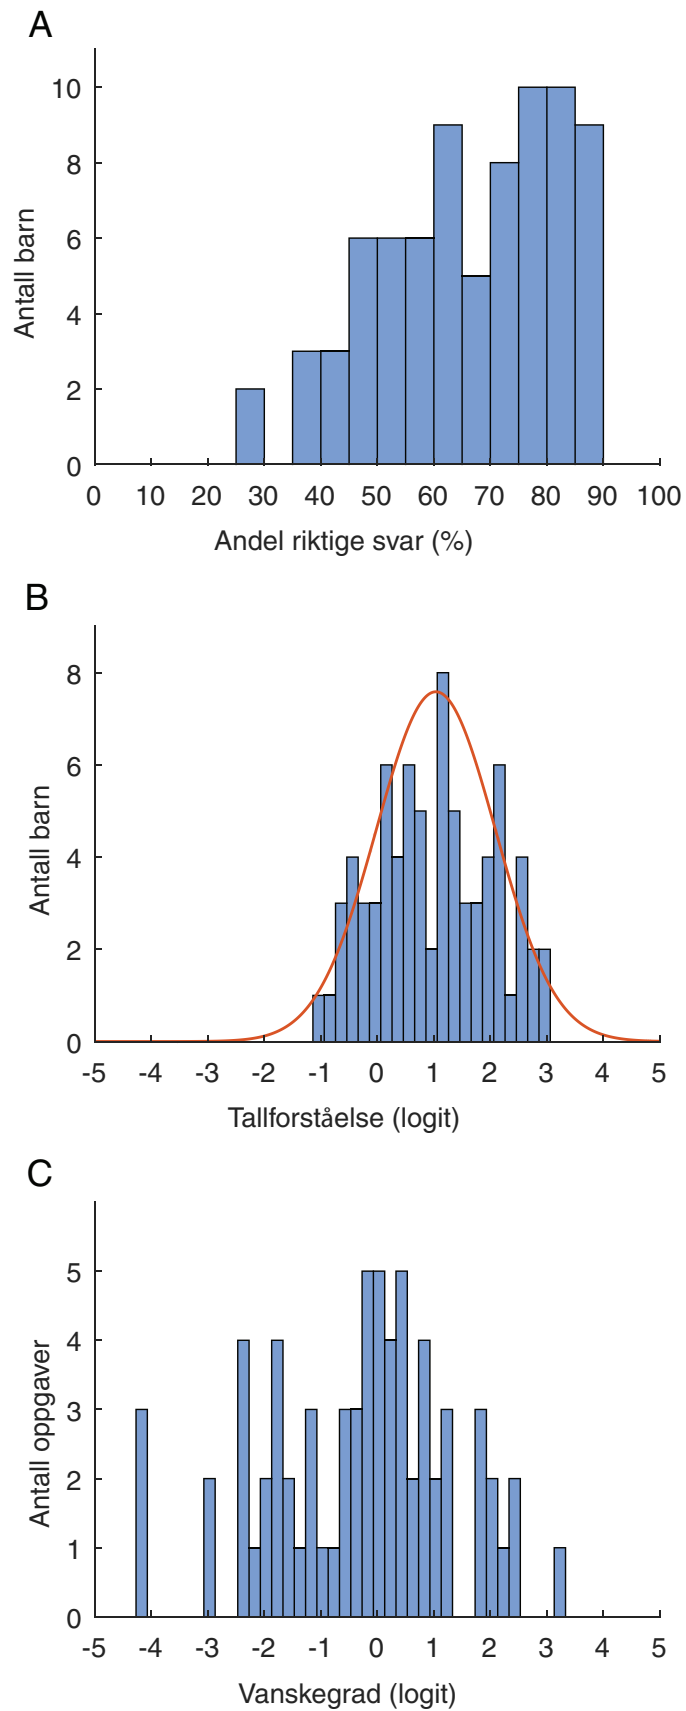 A
10
8
6
4
2
0
Antall barn
0 10 20 30 40 50 60 70 80 90 100
Andel riktige svar (%)
B
8
6
4
2
0
Antall barn
-5 -4 -3 -2 -1 0 1 2 3 4 5
Tallforståelse (logit)
C
5
4
3
2
1
0
Antall oppgaver
-5 -4 -3 -2 -1 0 1 2 3 4 5
Vanskegrad (logit)